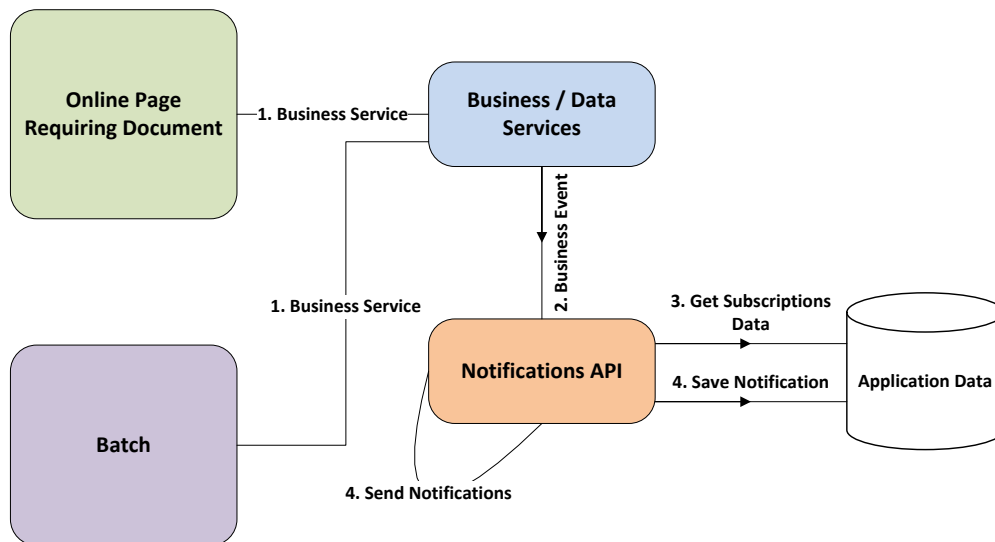 Online Page
Requiring Document
1. Business Service
Business / Data
Services
2. Business Event
1. Business Service
3. Get Subscriptions
Data
Notifications API
4. Save Notification
Application Data
Batch
4. Send Notifications